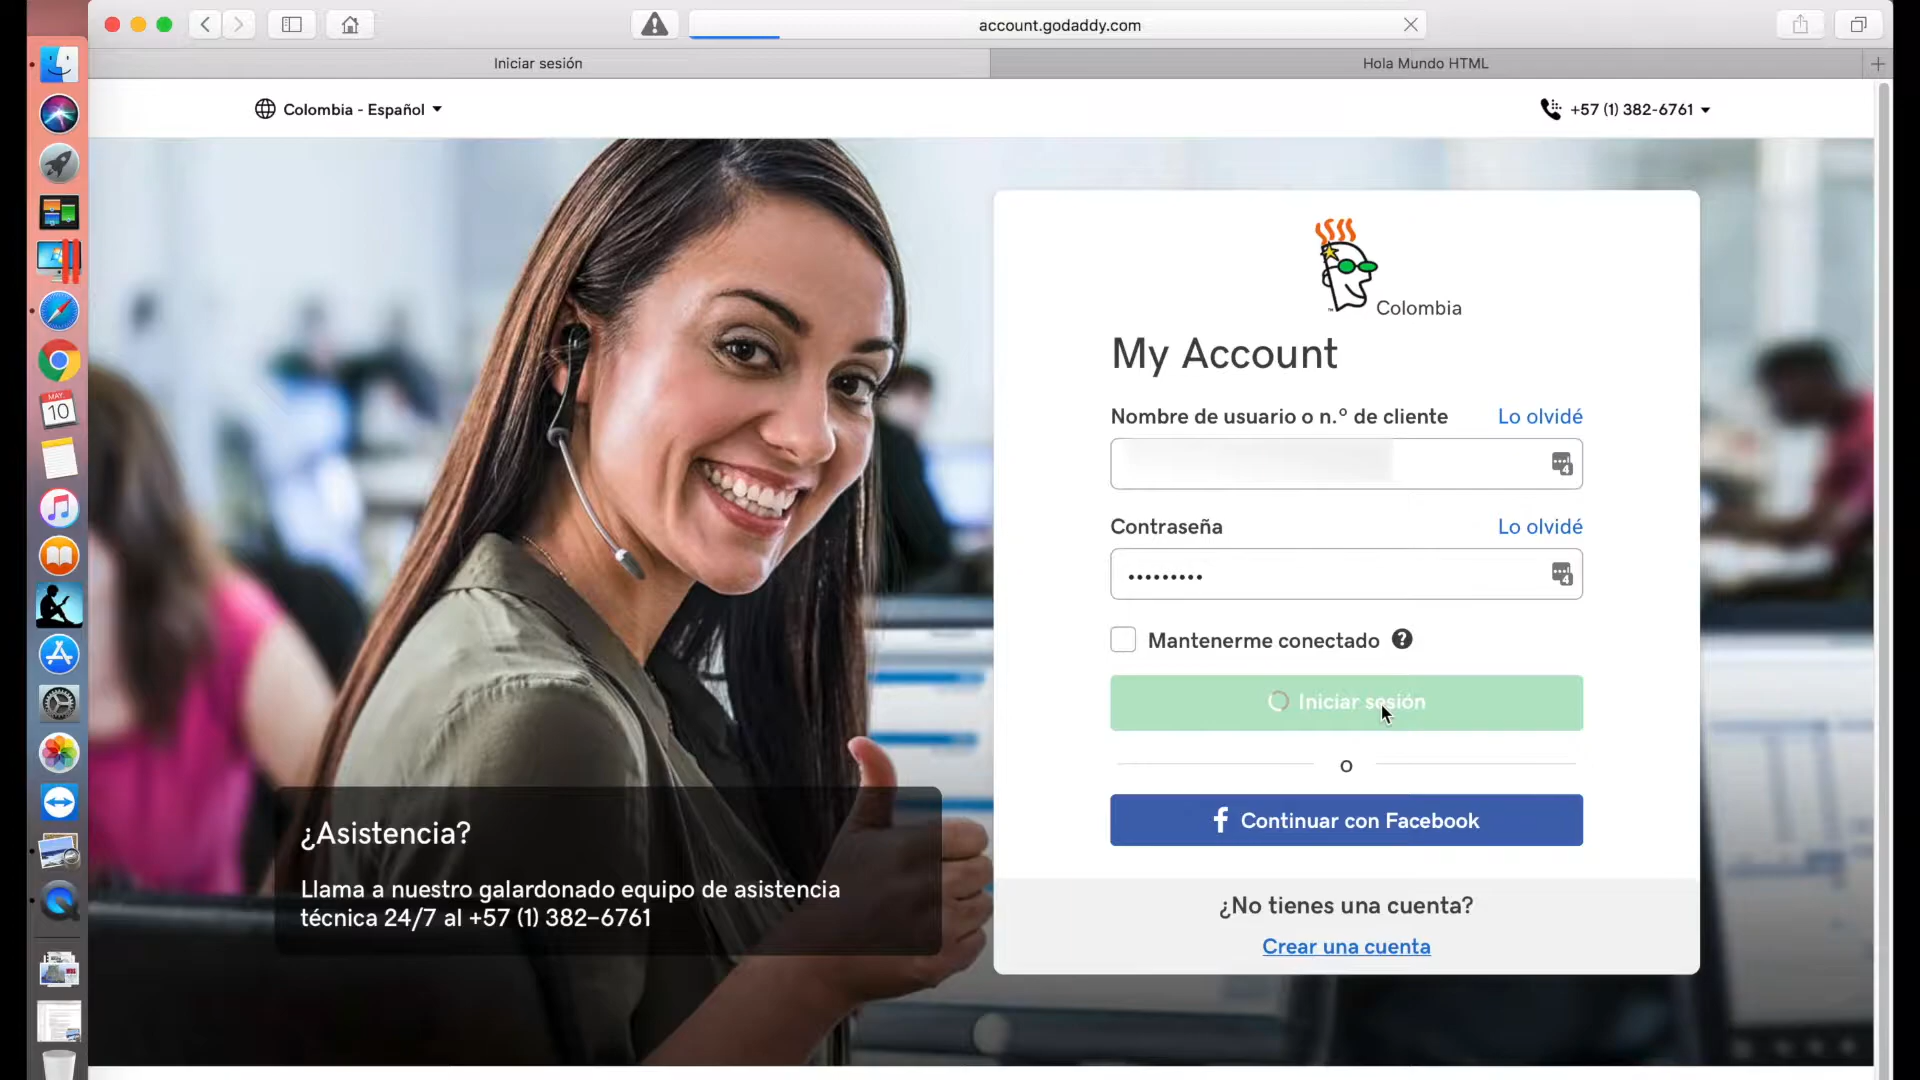 account.godaddy.com
Iniciar sesión
Hola Mundo HTML
Colombia - Español
+57 (1) 382-6761
Colombia
My Account
Nombre de usuario o n.º de cliente
Lo olvidé
Contraseña
Lo olvidé
•••••••••
Mantenerme conectado
Iniciar sesión
o
Continuar con Facebook
¿No tienes una cuenta?
Crear una cuenta
¿Asistencia?
Llama a nuestro galardonado equipo de asistencia
técnica 24/7 al +57 (1) 382-6761
MAY
10